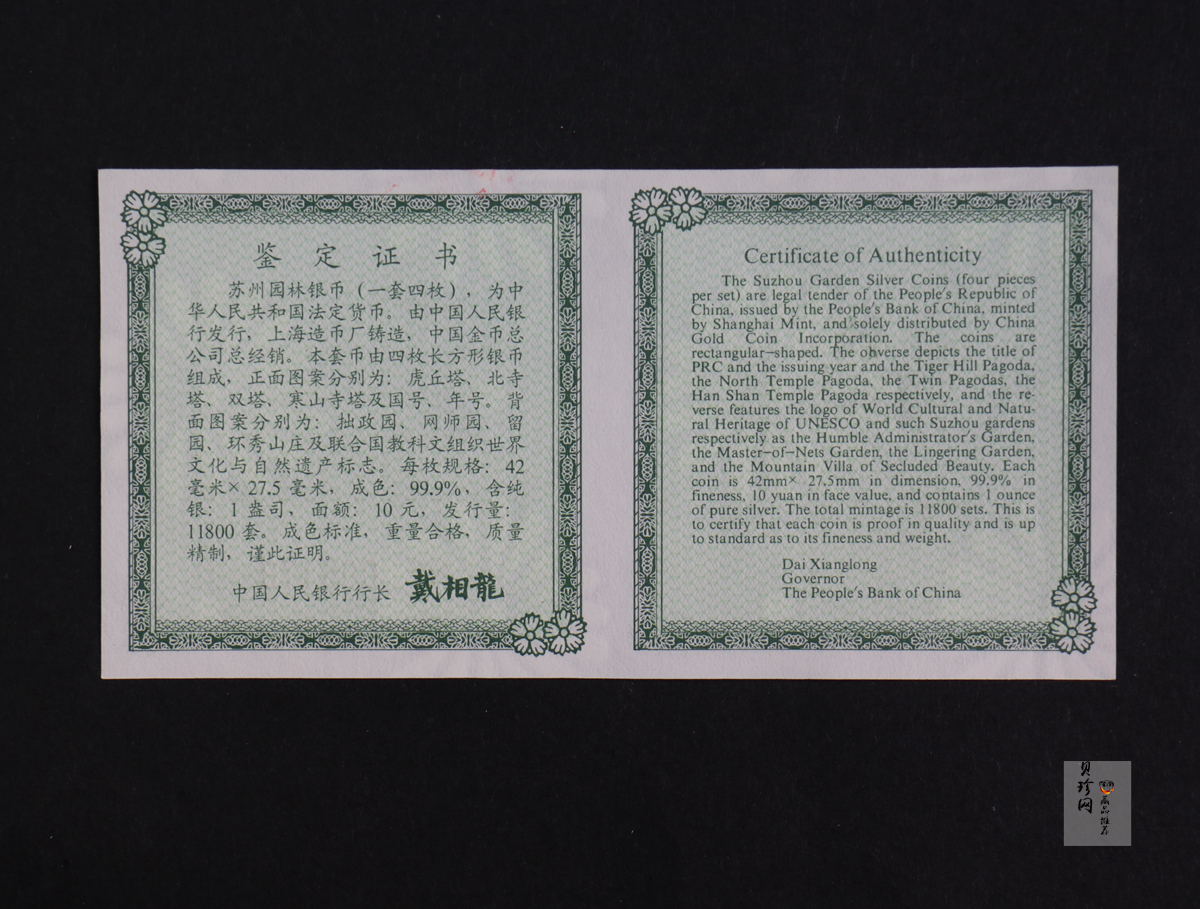 鉴定证书
苏州园林银币（一套四枚），为中
华人民共和国法定货币。由中国人民银
行发行，上海造币厂铸造，中国金币总
公司总经销。本套币由四枚长方形银币
组成，正面图案分别为：虎丘塔、北寺
塔、双塔、寒山寺塔及国号、年号。背
面图案分别为：拙政园、网师园、留
园、环秀山庄及联合国教科文组织世界
文化与自然遗产标志。每枚规格：42
毫米×27.5毫米，成色：99.9%，含纯
银：1盎司，面额：10元，发行量：
11800套。成色标准，重量合格，质量
精制，谨此证明。
中国人民银行行长 戴相龍
Certificate of Authenticity
The Suzhou Garden Silver Coins (four pieces
per set) are legal tender of the People's Republic of
China, issued by the People's Bank of China, minted
by Shanghai Mint, and solely distributed by China
Gold Coin Incorporation. The coins are
rectangular-shaped. The obverse depicts the title of
PRC and the issuing year and the Tiger Hill Pagoda,
the North Temple Pagoda, the Twin Pagodas, the
Han Shan Temple Pagoda respectively, and the re-
verse features the logo of World Cultural and Natu-
ral Heritage of UNESCO and such Suzhou gardens
respectively as the Humble Administrator's Garden,
the Master-of-Nets Garden, the Lingering Garden,
and the Mountain Villa of Secluded Beauty. Each
coin is 42mm× 27.5mm in dimension, 99.9% in
fineness, 10 yuan in face value, and contains 1 ounce
of pure silver. The total mintage is 11800 sets. This is
to certify that each coin is proof in quality and is up
to standard as to its fineness and weight.
Dai Xianglong
Governor
The People's Bank of China
贝珍网
藏品推荐